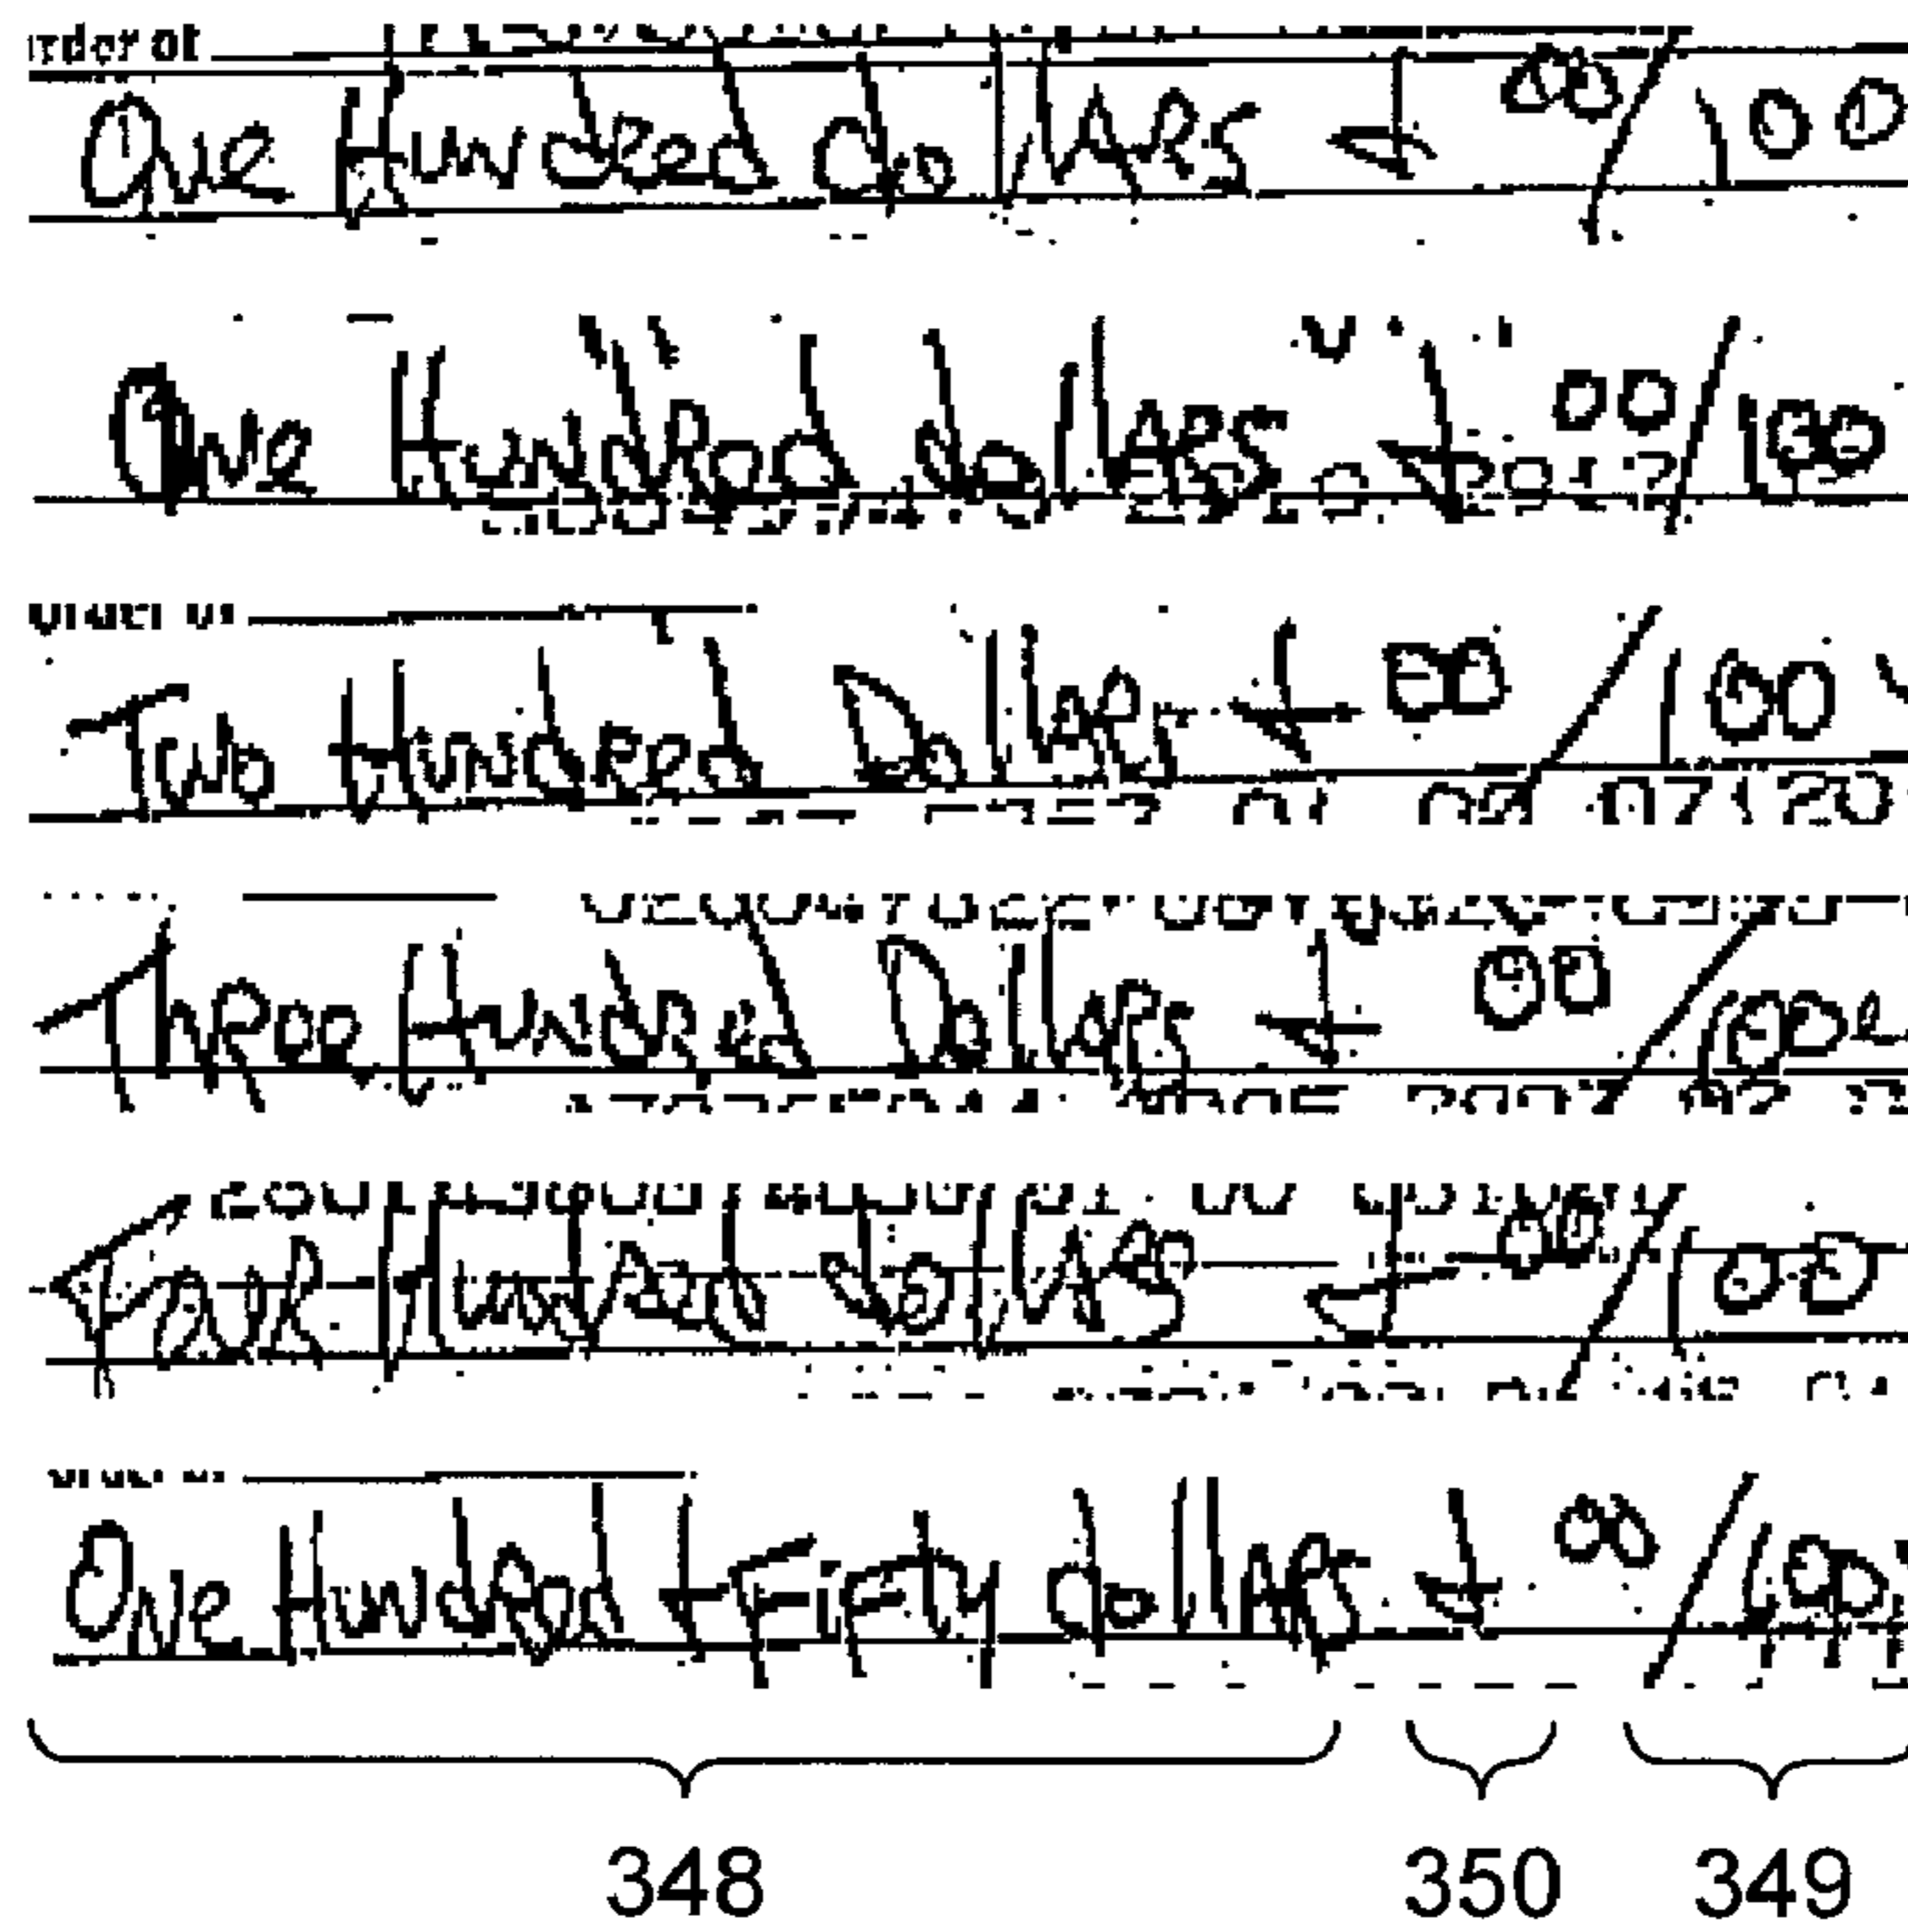 One Hundred dollars + 00/100
One Hundred dollars + 00/100
Two Hundred Dollars + 00/100
Three Hundred Dollars + 00/100
Hundred dollars + 00/100
One Hundred + Fifty dollars + 00/100
348 350 349